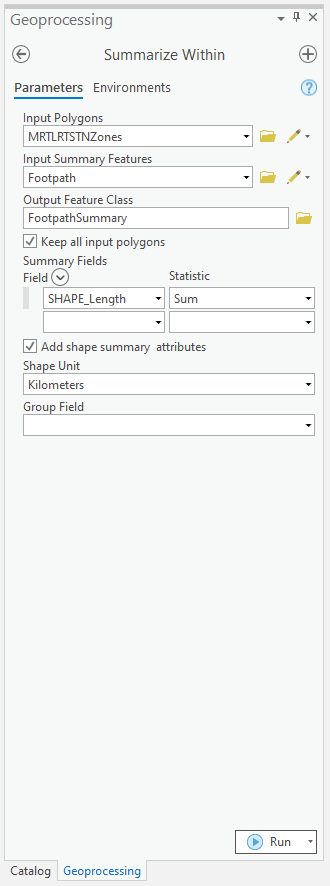 Geoprocessing
Summarize Within
Parameters Environments
Input Polygons
MRTLRTSTNZones
Input Summary Features
Footpath
Output Feature Class
FootpathSummary
Keep all input polygons
Summary Fields
Field Statistic
SHAPE_Length Sum
Add shape summary attributes
Shape Unit
Kilometers
Group Field
Run
Catalog Geoprocessing